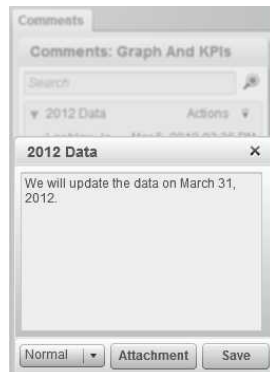 Comments
Comments: Graph And KPIs
Search
2012 Data Actions
2012 Data ×
We will update the data on March 31,
2012.
Normal Attachment Save